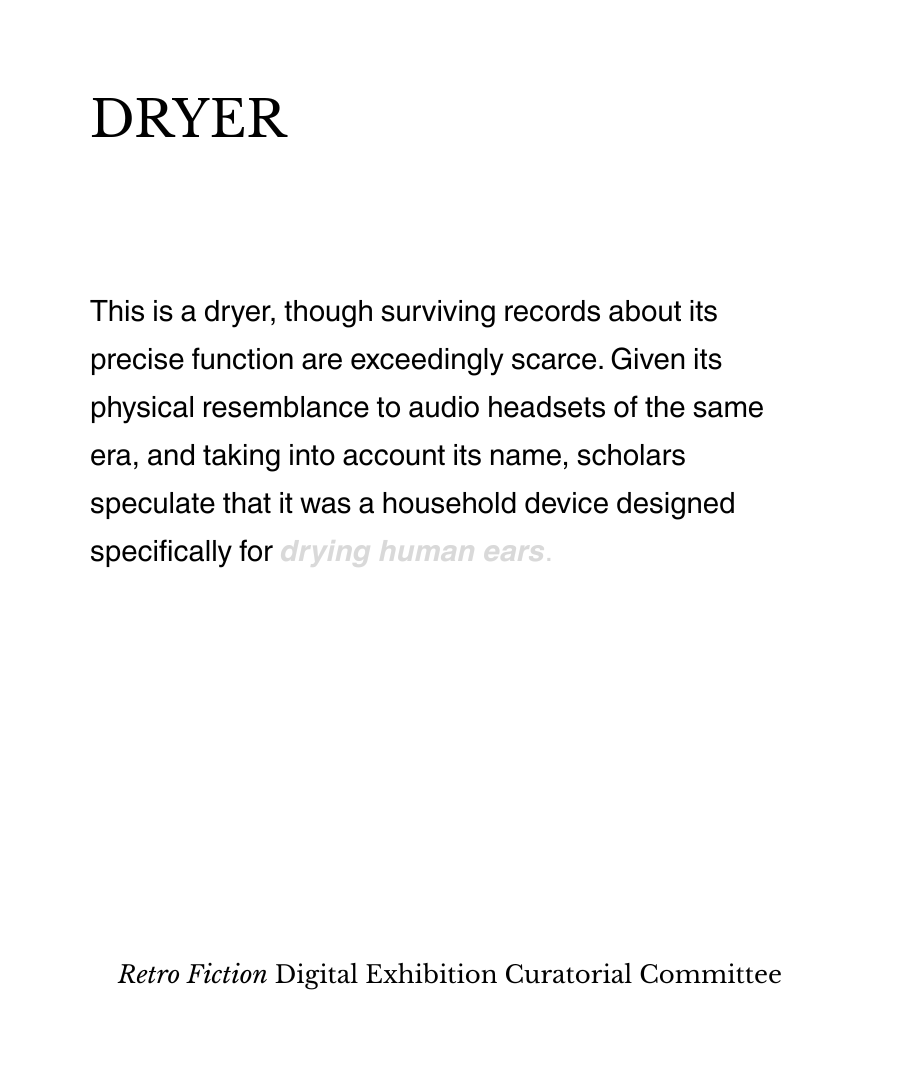 DRYER
This is a dryer, though surviving records about its
precise function are exceedingly scarce. Given its
physical resemblance to audio headsets of the same
era, and taking into account its name, scholars
speculate that it was a household device designed
specifically for drying human ears.
Retro Fiction Digital Exhibition Curatorial Committee